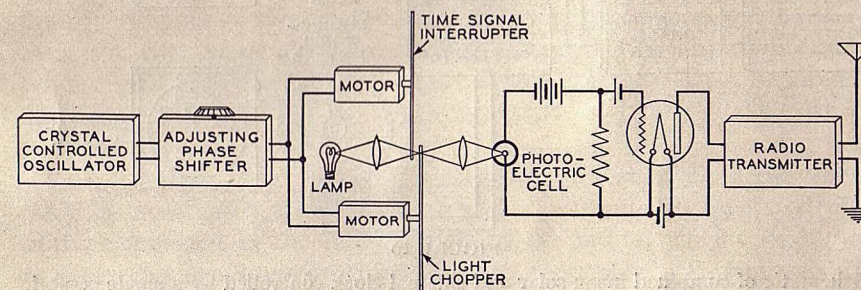 TIME SIGNAL
INTERRUPTER
MOTOR
CRYSTAL
CONTROLLED
OSCILLATOR
ADJUSTING
PHASE
SHIFTER
LAMP
PHOTO-
ELECTRIC
CELL
RADIO
TRANSMITTER
MOTOR
LIGHT
CHOPPER